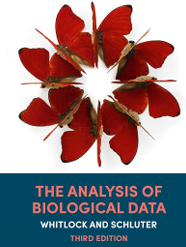 THE ANALYSIS OF
BIOLOGICAL DATA
WHITLOCK AND SCHLUTER
THIRD EDITION